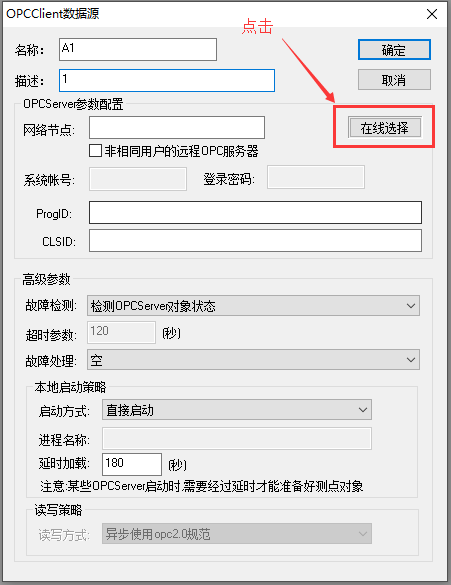 OPCClient数据源
点击
名称： A1
确定
描述： 1
取消
OPCServer参数配置
网络节点:
在线选择
非相同用户的远程OPC服务器
系统帐号:
登录密码:
ProgID:
CLSID:
高级参数
故障检测: 检测OPCServer对象状态
超时参数: 120 (秒)
故障处理: 空
本地启动策略
启动方式: 直接启动
进程名称:
延时加载: 180 (秒)
注意:某些OPCServer启动时.需要经过延时才能准备好测点对象
读写策略
读写方式: 异步使用opc2.0规范